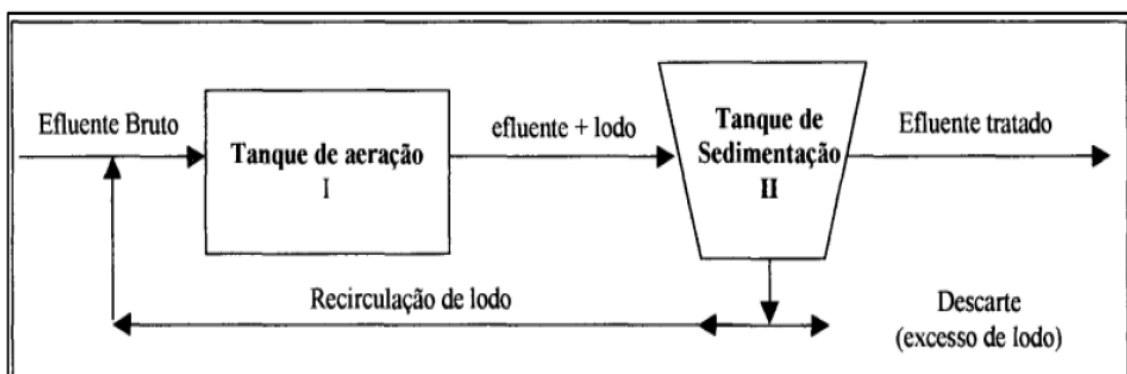 Efluente Bruto
Tanque de aeração
I
efluente + lodo
Tanque de
Sedimentação
II
Efluente tratado
Recirculação de lodo
Descarte
(excesso de lodo)